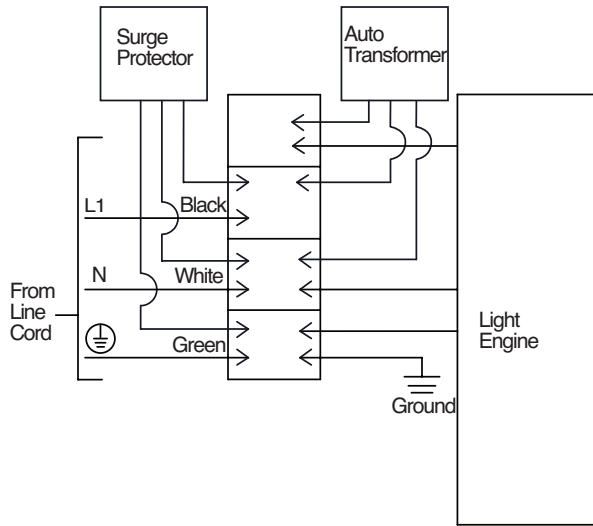 Surge
Protector
Auto
Transformer
L1
Black
N
White
From
Line
Cord
Green
Light
Engine
Ground